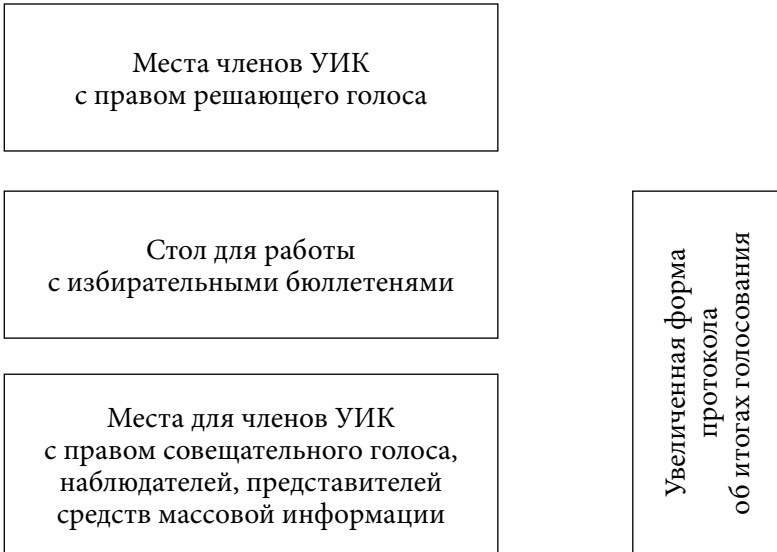 Места членов УИК
с правом решающего голоса
Стол для работы
с избирательными бюллетенями
Места для членов УИК
с правом совещательного голоса,
наблюдателей, представителей
средств массовой информации
Увеличенная форма
протокола
об итогах голосования